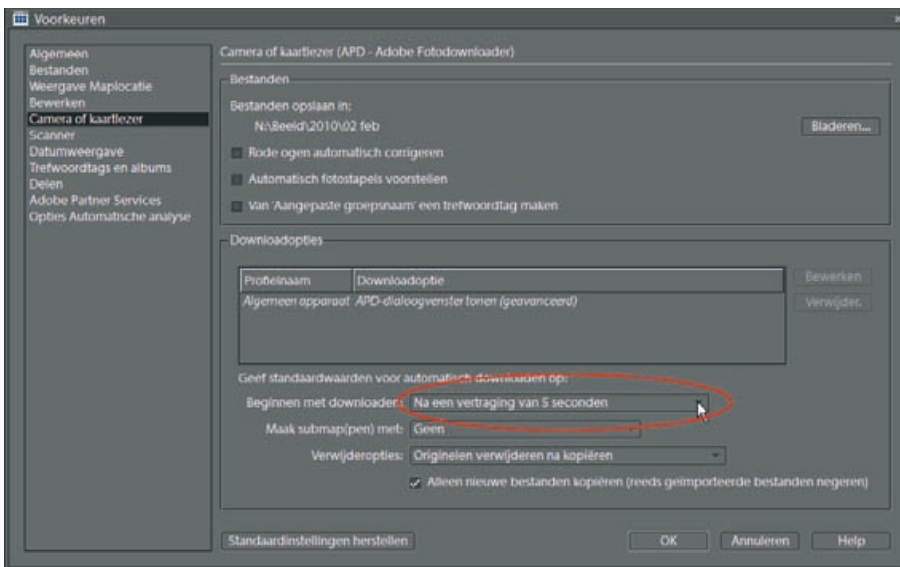 Voorkeuren
Algemeen
Bestanden
Weergave Maplocatie
Bewerken
Camera of kaartlezer
Scanner
Datumweergave
Trefwoordtags en albums
Delen
Adobe Partner Services
Opties Automatische analyse
Camera of kaartlezer (APD - Adobe Fotodownloader)
Bestanden
Bestanden opslaan in:
N:\Beeld\2010\02 feb
Bladeren...
Rode ogen automatisch corrigeren
Automatisch fotostapels voorstellen
Van 'Aangepaste groepsnaam' een trefwoordtag maken
Downloadopties
Profielnaam Downloadoptie
Algemeen apparaat APD-dialoogvenster tonen (geavanceerd)
Bewerken
Verwijder.
Geef standaardwaarden voor automatisch downloaden op:
Beginnen met downloaden: Na een vertraging van 5 seconden
Maak submap(pen) met: Geen
Verwijderopties: Originelen verwijderen na kopiëren
Alleen nieuwe bestanden kopiëren (reeds geïmporteerde bestanden negeren)
Standaardinstellingen herstellen
OK Annuleren Help